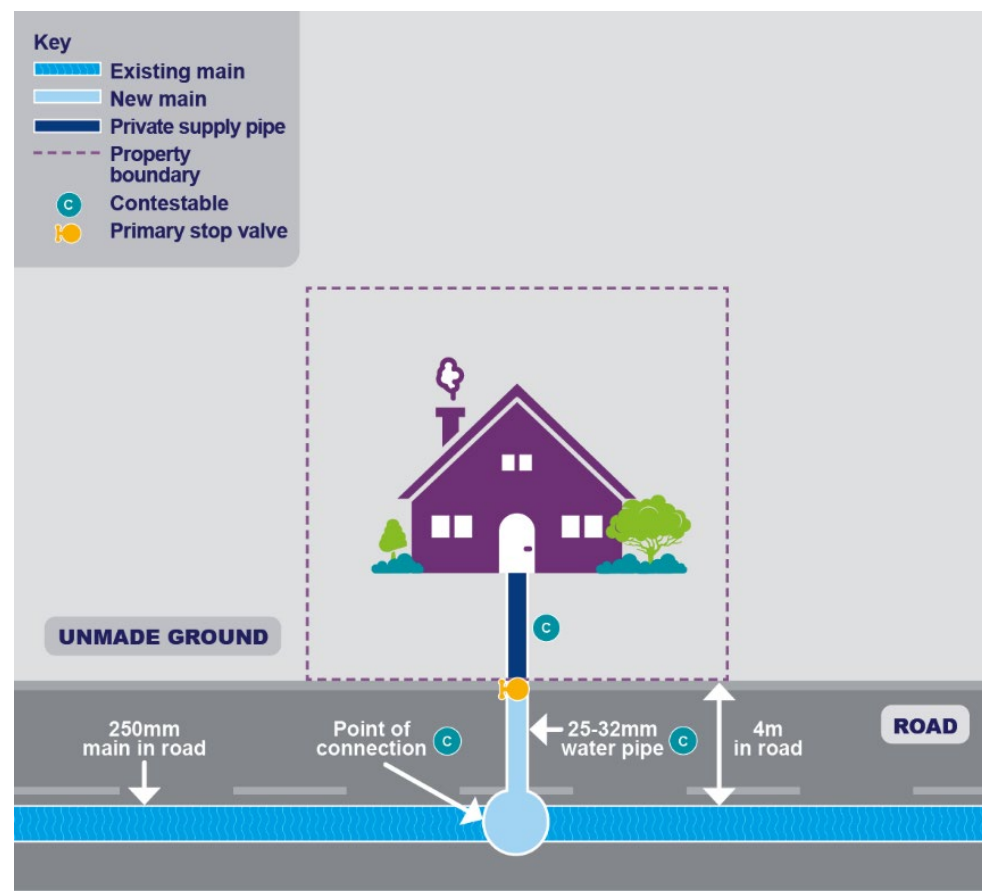 Key
Existing main
New main
Private supply pipe
Property
boundary
C
Contestable
Primary stop valve
C
UNMADE GROUND
250mm
main in road
Point of
connection
C
25-32mm
water pipe
C
4m
in road
ROAD